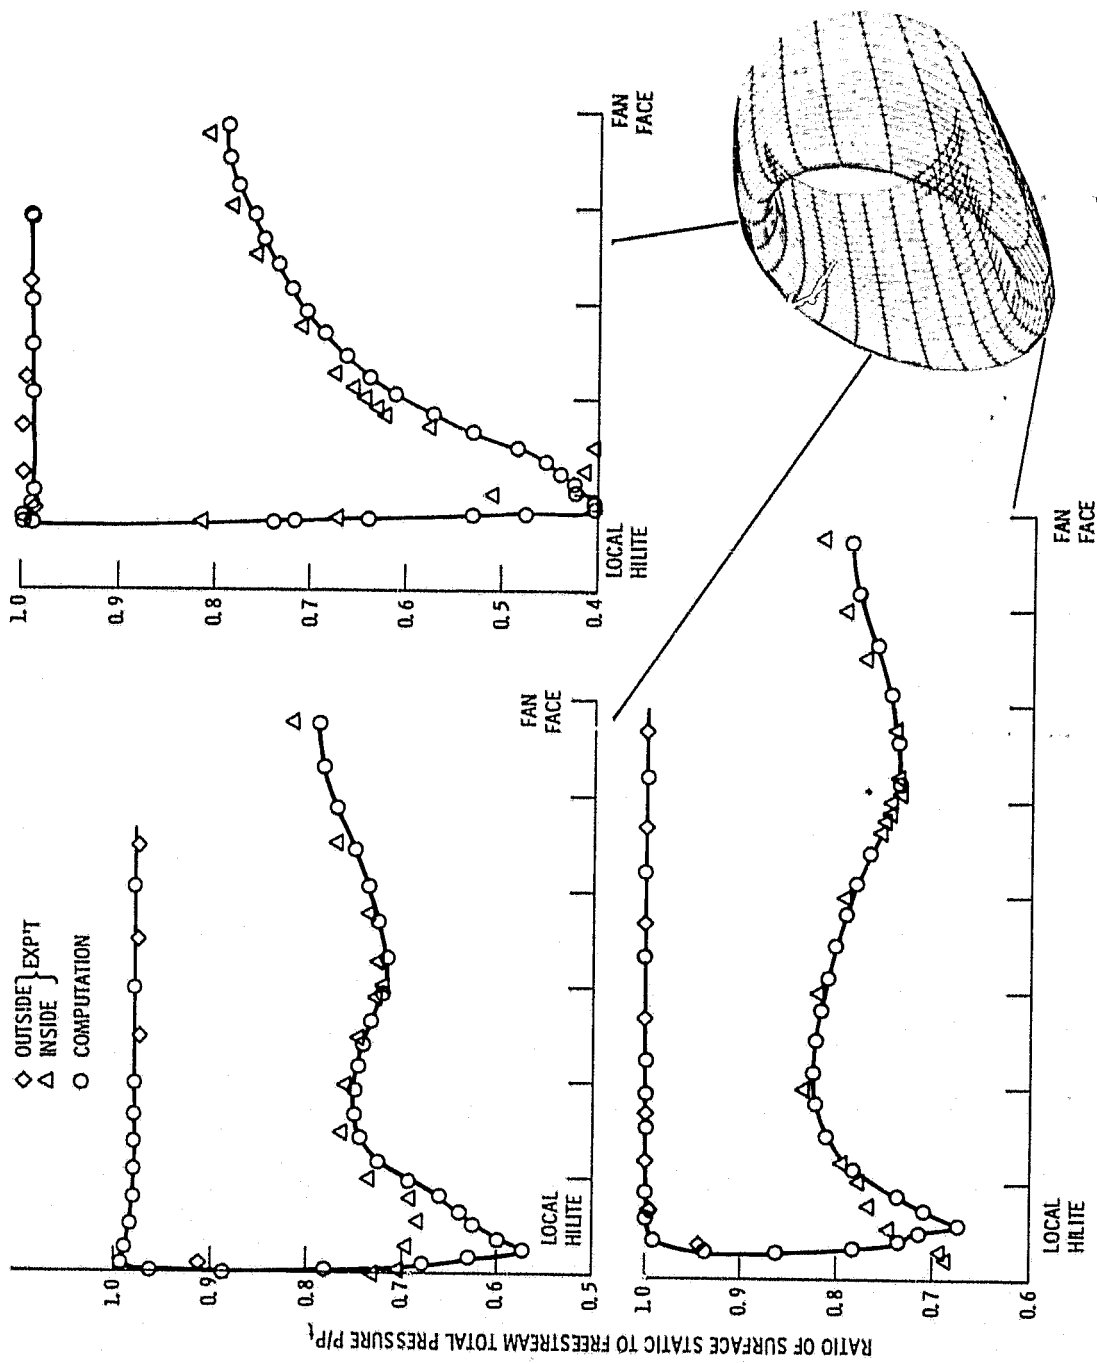 ◇ OUTSIDE } EXP'T
△ INSIDE
○ COMPUTATION
RATIO OF SURFACE STATIC TO FREESTREAM TOTAL PRESSURE P/Pt
1.0
0.9
0.8
0.7
0.6
0.5
LOCAL
HILITE
FAN
FACE
1.0
0.9
0.8
0.7
0.6
0.5
0.4
LOCAL
HILITE
FAN
FACE
1.0
0.9
0.8
0.7
0.6
LOCAL
HILITE
FAN
FACE